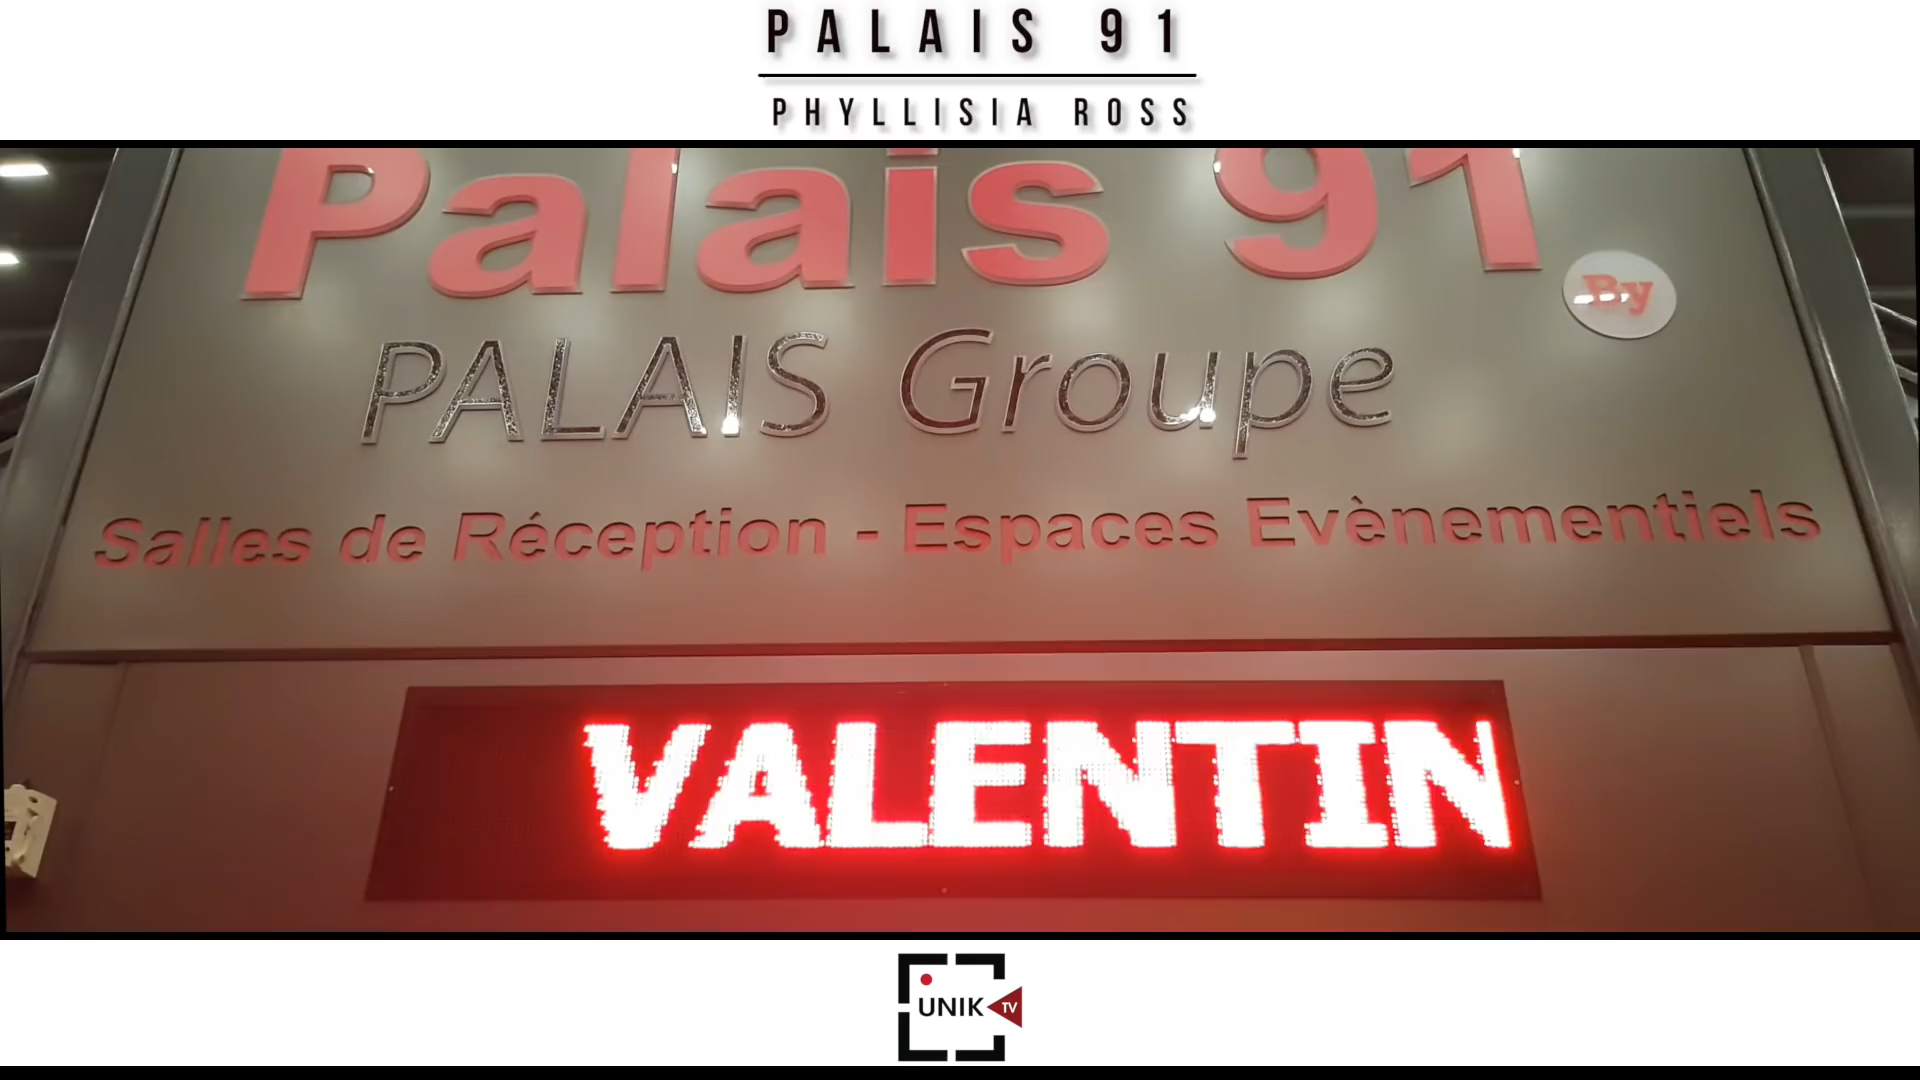 PALAIS 91
PHYLLISIA ROSS
Palais 91
By
PALAIS Groupe
Salles de Réception - Espaces Evènementiels
VALENTIN
UNIK TV